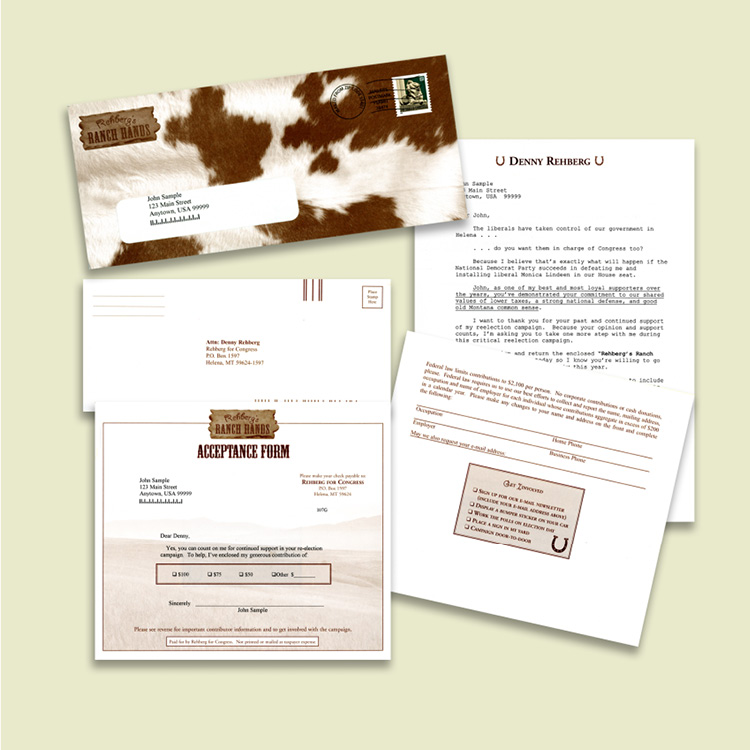 Rehberg's
RANCH HANDS
John Sample
123 Main Street
Anytown, USA 99999
DENNY REHBERG
Sample
Main Street
town, USA 99999
John,
The liberals have taken control of our government in
Helena . . .
. . . do you want them in charge of Congress too?
Because I believe that's exactly what will happen if the
National Democrat Party succeeds in defeating me and
installing liberal Monica Lindeen in our House seat.
John, as one of my best and most loyal supporters over
the years, you've demonstrated your commitment to our shared
values of lower taxes, a strong national defense, and good
old Montana common sense.
I want to thank you for your past and continued support
of my reelection campaign. Because your opinion and support
counts, I'm asking you to take one more step with me during
this critical reelection campaign.
and return the enclosed "Rehberg's Ranch
today so I know you're willing to go
this year.
to include
Place
Stamp
Here
Attn: Denny Rehberg
Rehberg for Congress
P.O. Box 1597
Helena, MT 59624-1597
Federal law limits contributions to $2,100 per person. No corporate contributions or cash donations,
please. Federal law requires us to use our best efforts to collect and report the name, mailing address,
occupation and name of employer for each individual whose contributions aggregate in excess of $200
in a calendar year. Please make any changes to your name and address on the front and complete
the following:
Occupation
Home Phone
Employer
Business Phone
May we also request your e-mail address:
GET INVOLVED
SIGN UP FOR OUR E-MAIL NEWSLETTER
(INCLUDE YOUR E-MAIL ADDRESS ABOVE)
DISPLAY A BUMPER STICKER ON YOUR CAR
WORK THE POLLS ON ELECTION DAY
PLACE A SIGN IN MY YARD
CAMPAIGN DOOR-TO-DOOR
Rehberg's
RANCH HANDS
ACCEPTANCE FORM
John Sample
123 Main Street
Anytown, USA 99999
Please make your check payable to
REHBERG FOR CONGRESS
P.O. Box 1597
Helena, MT 59624
Dear Denny,
Yes, you can count on me for continued support in your re-election
campaign. To help, I've enclosed my generous contribution of
$100 $75 $50 Other $
Sincerely
John Sample
Please see reverse for important contributor information and to get involved with the campaign.
Paid for by Rehberg for Congress. Not printed or mailed at taxpayer expense.